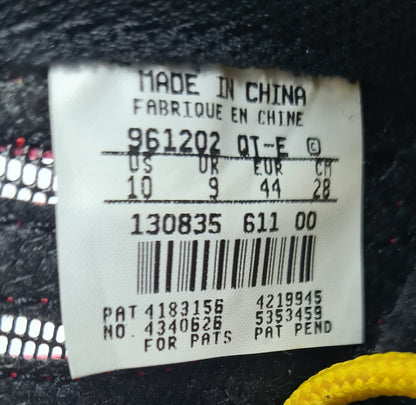 MADE IN CHINA
FABRIQUE EN CHINE
961202 QT-E Ⓒ
US UK EUR CM
10 9 44 28
130835 611 00
PAT 4183156 4219945
NO. 4340626 5353459
FOR PATS PAT PEND